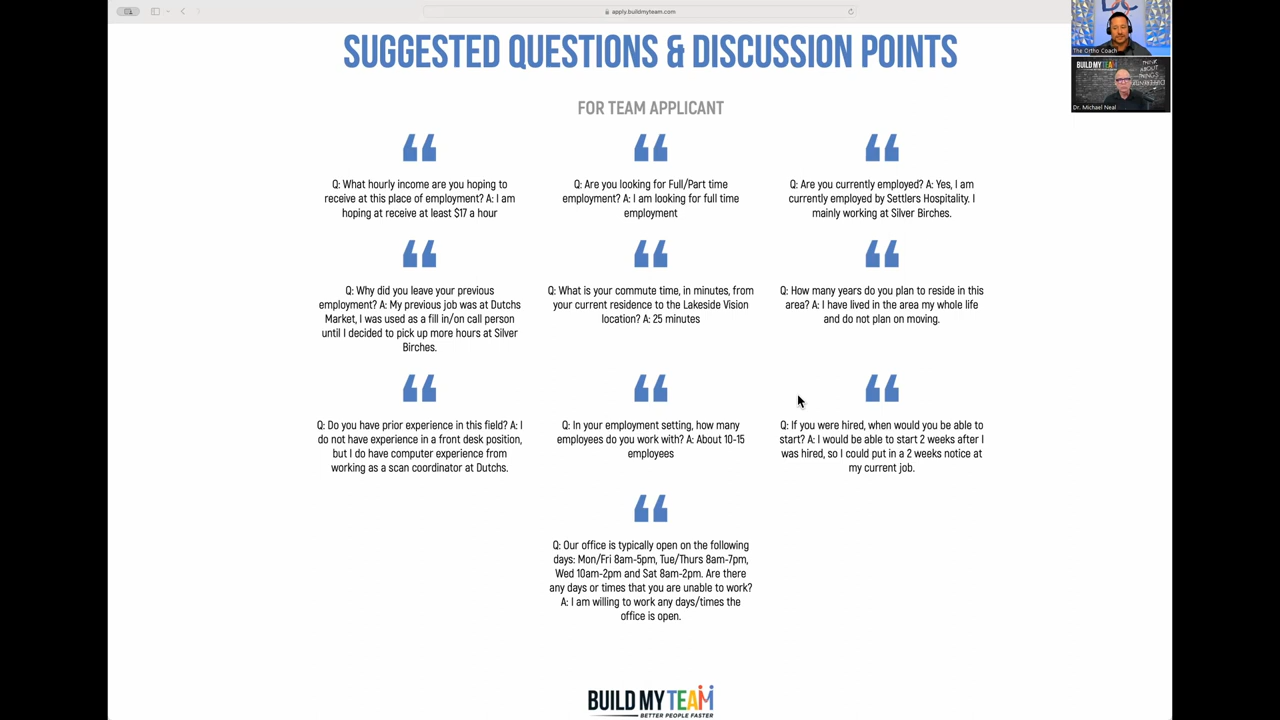 apply.buildmyteam.com
The Ortho Coach
BUILD MY TEAM
THINK
ABOUT
THINGS
DIFFERENTLY
Dr. Michael Neal
SUGGESTED QUESTIONS & DISCUSSION POINTS
FOR TEAM APPLICANT
Q: What hourly income are you hoping to
receive at this place of employment? A: I am
hoping at receive at least $17 a hour
Q: Are you looking for Full/Part time
employment? A: I am looking for full time
employment
Q: Are you currently employed? A: Yes, I am
currently employed by Settlers Hospitality. I
mainly working at Silver Birches.
Q: Why did you leave your previous
employment? A: My previous job was at Dutchs
Market, I was used as a fill in/on call person
until I decided to pick up more hours at Silver
Birches.
Q: What is your commute time, in minutes, from
your current residence to the Lakeside Vision
location? A: 25 minutes
Q: How many years do you plan to reside in this
area? A: I have lived in the area my whole life
and do not plan on moving.
Q: Do you have prior experience in this field? A: I
do not have experience in a front desk position,
but I do have computer experience from
working as a scan coordinator at Dutchs.
Q: In your employment setting, how many
employees do you work with? A: About 10-15
employees
Q: If you were hired, when would you be able to
start? A: I would be able to start 2 weeks after I
was hired, so I could put in a 2 weeks notice at
my current job.
Q: Our office is typically open on the following
days: Mon/Fri 8am-5pm, Tue/Thurs 8am-7pm,
Wed 10am-2pm and Sat 8am-2pm. Are there
any days or times that you are unable to work?
A: I am willing to work any days/times the
office is open.
BUILD MY TEAM
BETTER PEOPLE FASTER